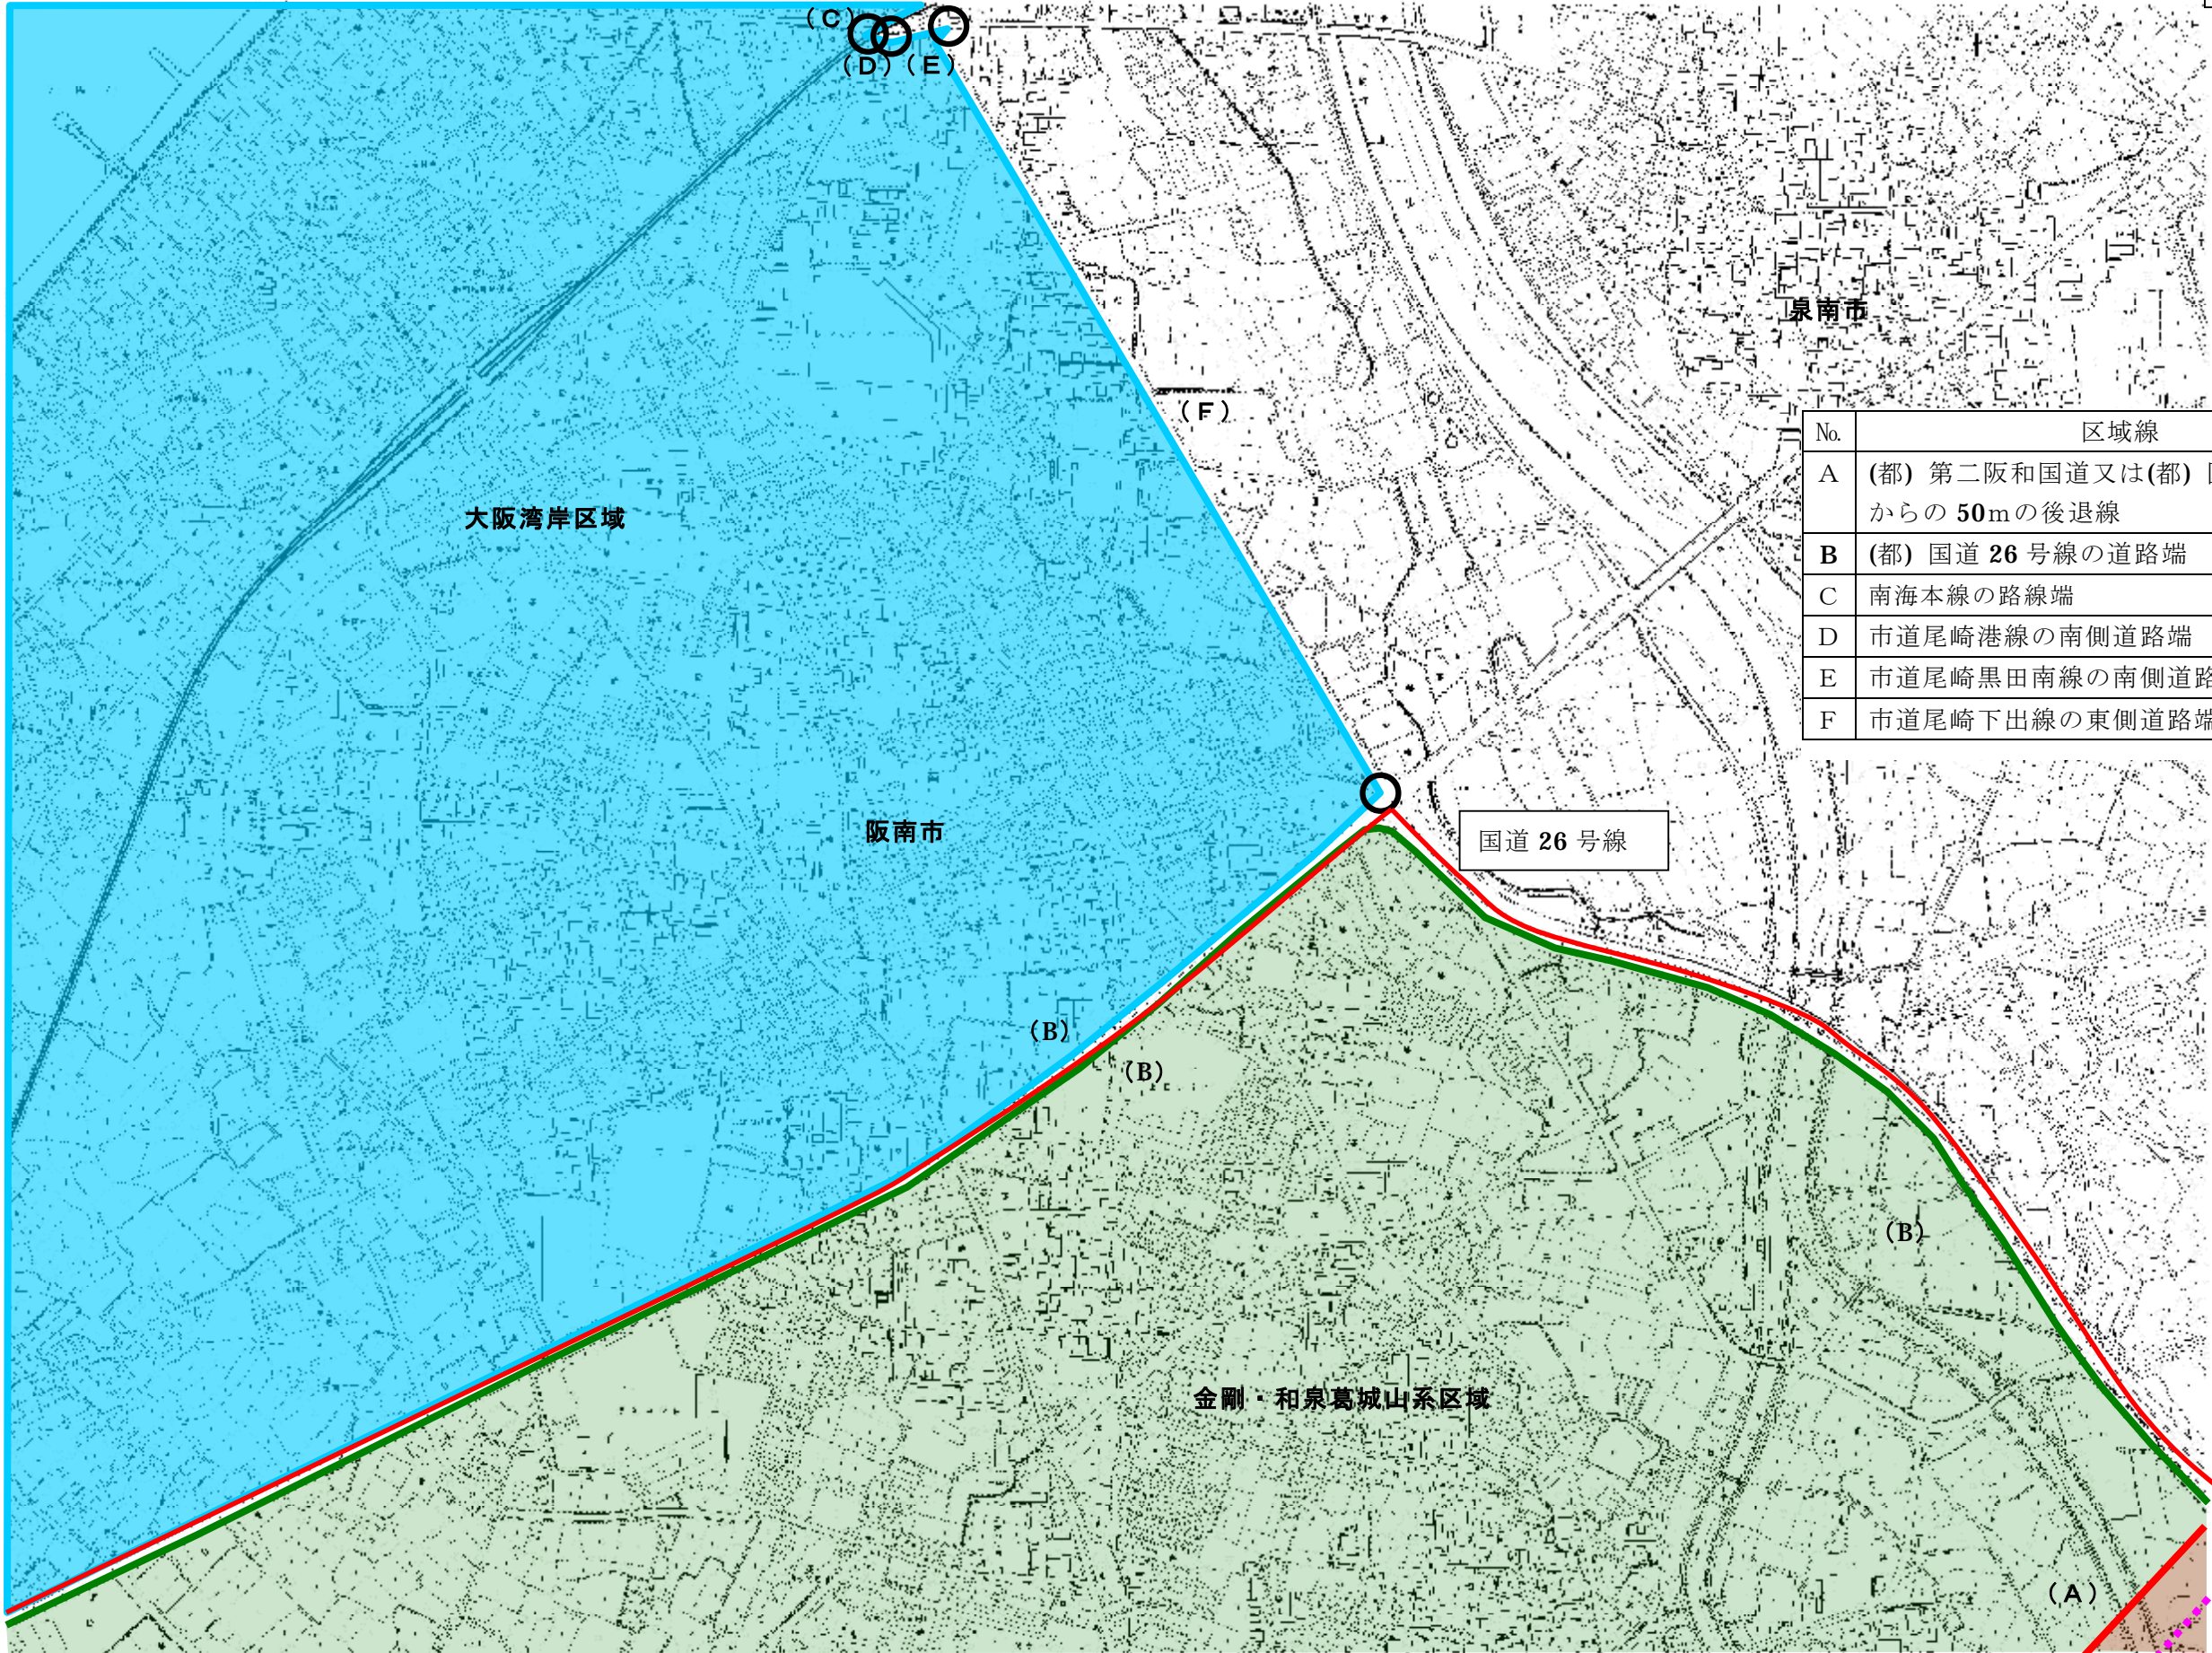 （C）
（D）（E）
泉南市
（F）
No. 区域線
A (都) 第二阪和国道又は(都)
からの 50ｍの後退線
B (都) 国道 26 号線の道路端
C 南海本線の路線端
D 市道尾崎港線の南側道路端
E 市道尾崎黒田南線の南側道路
F 市道尾崎下出線の東側道路端
大阪湾岸区域
阪南市
国道 26 号線
（B）
（B）
（B）
金剛・和泉葛城山系区域
（A）